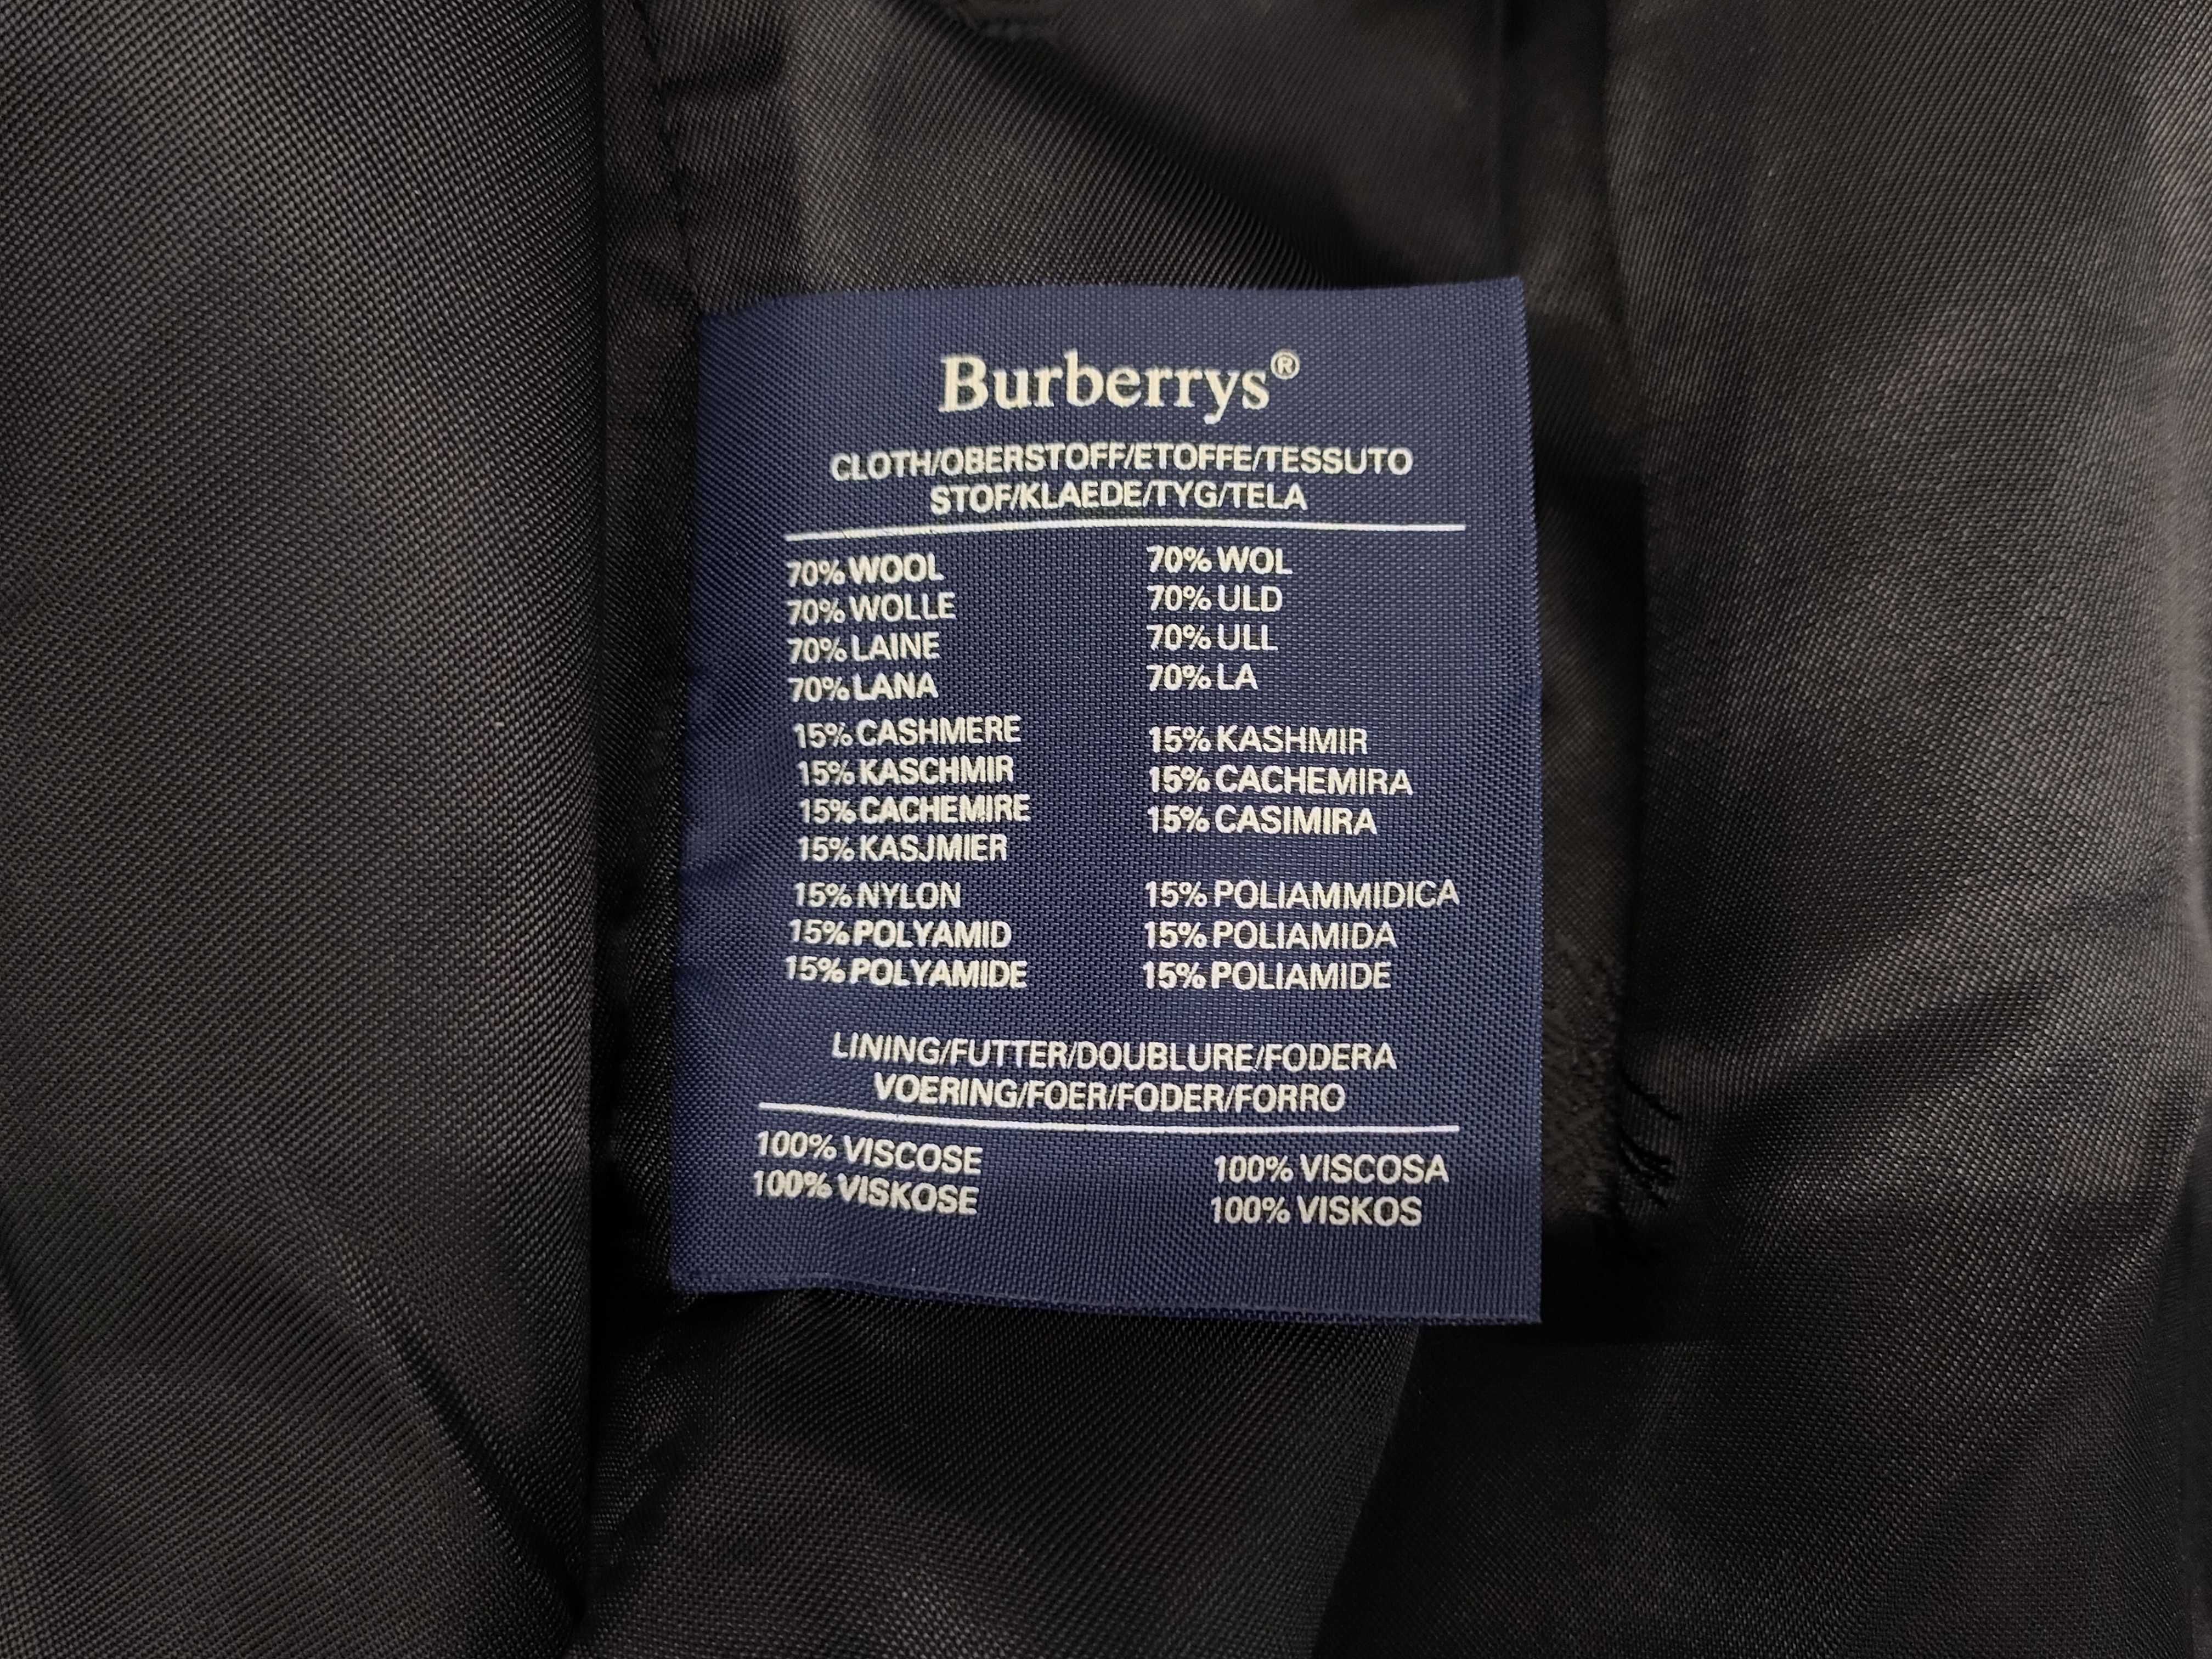 Burberrys®
CLOTH/OBERSTOFF/ETOFFE/TESSUTO
STOF/KLAEDE/TYG/TELA
70% WOOL
70% WOLLE
70% LAINE
70% LANA
70% WOL
70% ULD
70% ULL
70% LA
15% CASHMERE
15% KASCHMIR
15% CACHEMIRE
15% KASJMIER
15% KASHMIR
15% CACHEMIRA
15% CASIMIRA
15% NYLON
15% POLYAMID
15% POLYAMIDE
15% POLIAMMIDICA
15% POLIAMIDA
15% POLIAMIDE
LINING/FUTTER/DOUBLURE/FODERA
VOERING/FOER/FODER/FORRO
100% VISCOSE
100% VISKOSE
100% VISCOSA
100% VISKOS